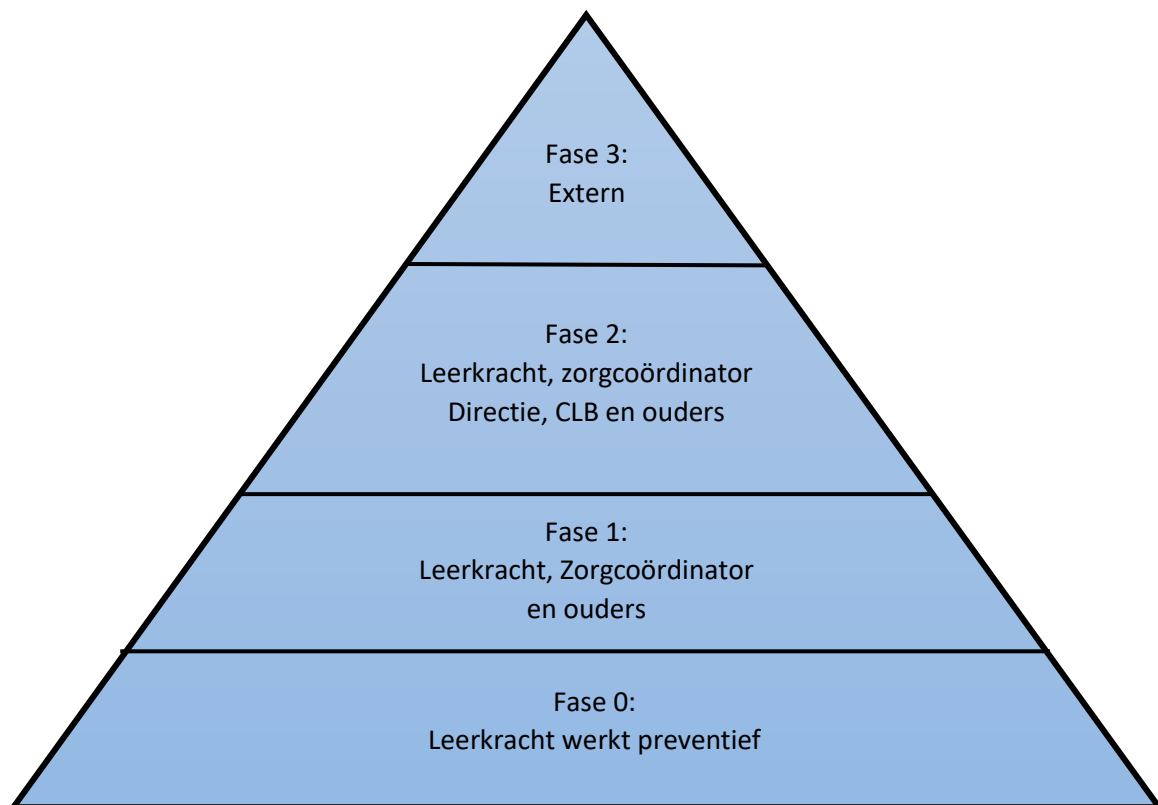 Fase 3:
Extern
Fase 2:
Leerkracht, zorgcoördinator
Directie, CLB en ouders
Fase 1:
Leerkracht, Zorgcoördinator
en ouders
Fase 0:
Leerkracht werkt preventief